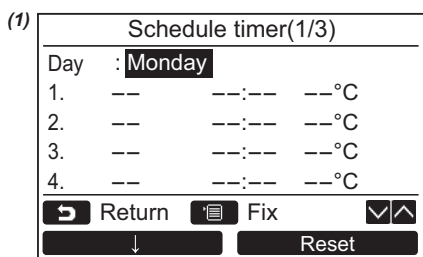 (1)
Schedule timer(1/3)
Day : Monday
1. –– ––:–– ––°C
2. –– ––:–– ––°C
3. –– ––:–– ––°C
4. –– ––:–– ––°C
Return Fix
↓ Reset